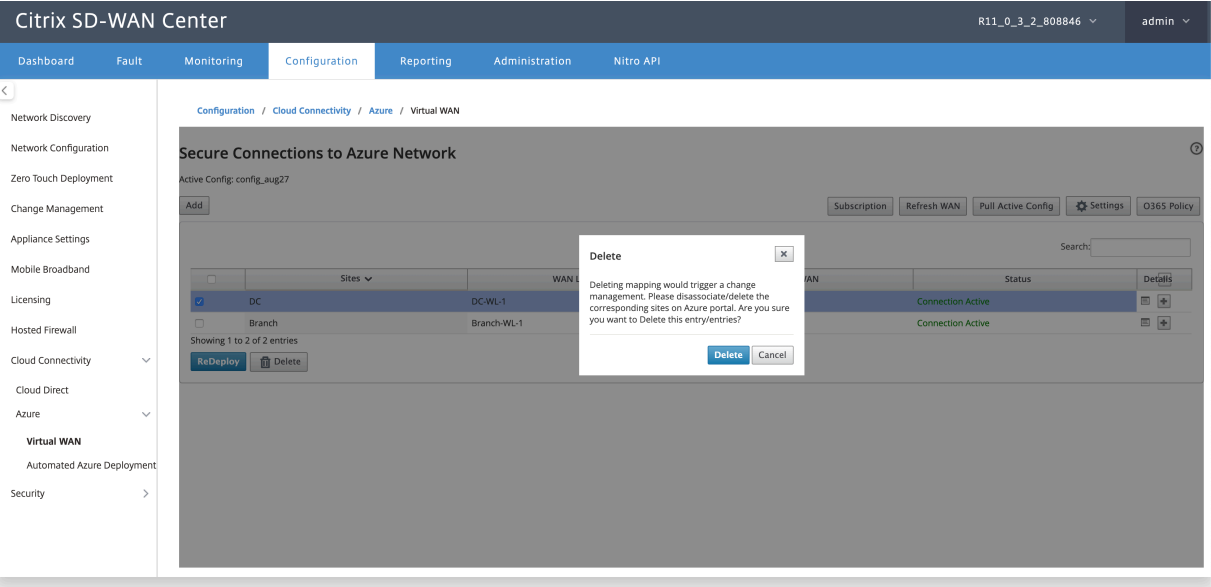 Citrix SD-WAN Center
R11_0_3_2_808846 admin
Dashboard Fault Monitoring Configuration Reporting Administration Nitro API
Network Discovery
Network Configuration
Zero Touch Deployment
Change Management
Appliance Settings
Mobile Broadband
Licensing
Hosted Firewall
Cloud Connectivity
Cloud Direct
Azure
Virtual WAN
Automated Azure Deployment
Security
Configuration / Cloud Connectivity / Azure / Virtual WAN
Secure Connections to Azure Network
Active Config: config_aug27
Add Subscription Refresh WAN Pull Active Config Settings O365 Policy
Search:
Sites WAN L AN Status Details
DC DC-WL-1 Connection Active
Branch Branch-WL-1 Connection Active
Showing 1 to 2 of 2 entries
ReDeploy Delete
Delete
Deleting mapping would trigger a change
management. Please disassociate/delete the
corresponding sites on Azure portal. Are you sure
you want to Delete this entry/entries?
Delete Cancel